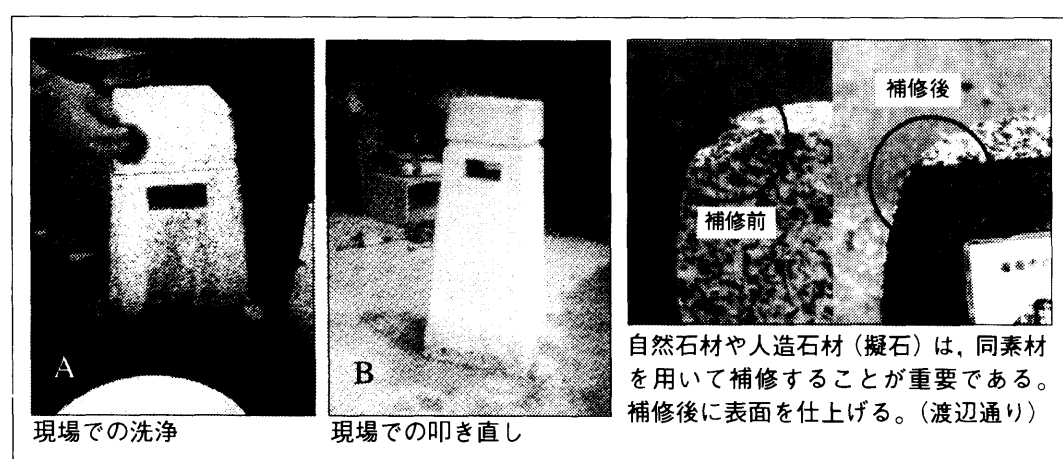 A
現場での洗浄
B
現場での叩き直し
補修前
補修後
自然石材や人造石材（擬石）は，同素材
を用いて補修することが重要である。
補修後に表面を仕上げる。（渡辺通り）